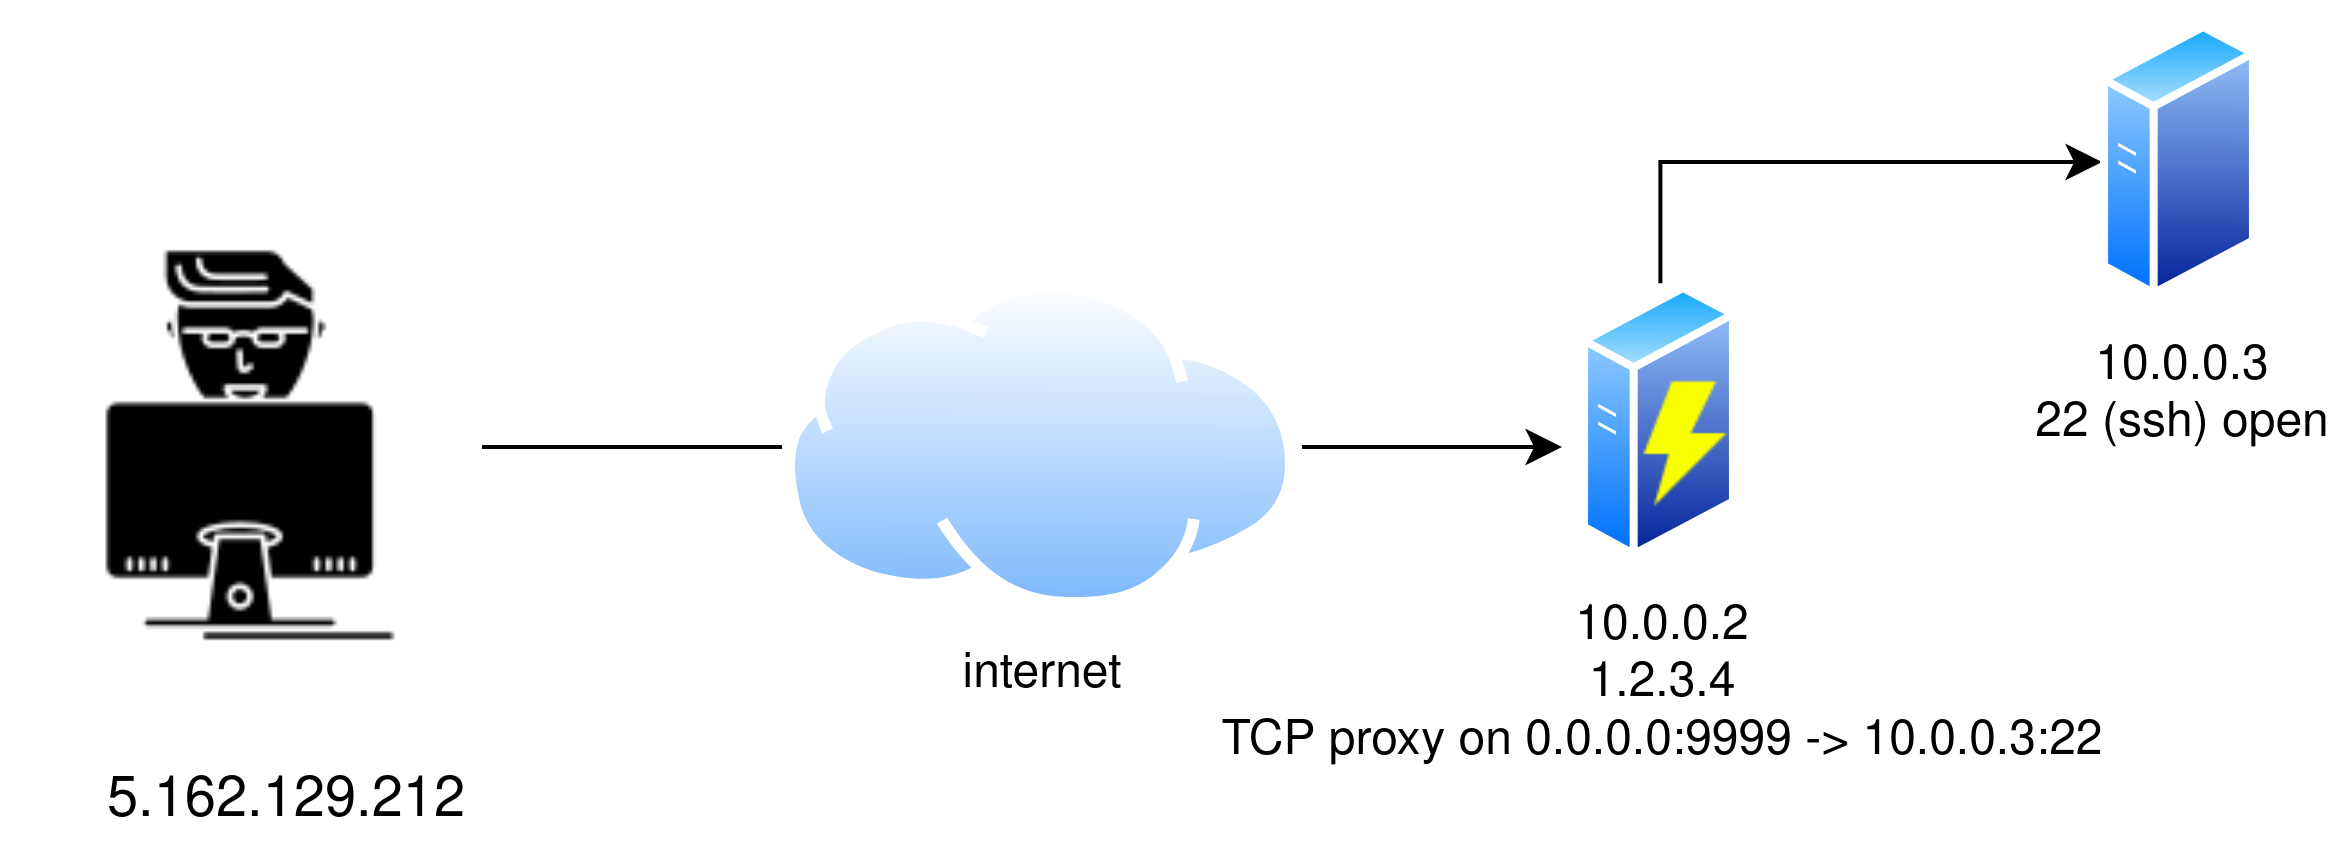 10.0.0.3
22 (ssh) open
10.0.0.2
1.2.3.4
TCP proxy on 0.0.0.0:9999 -> 10.0.0.3:22
internet
5.162.129.212